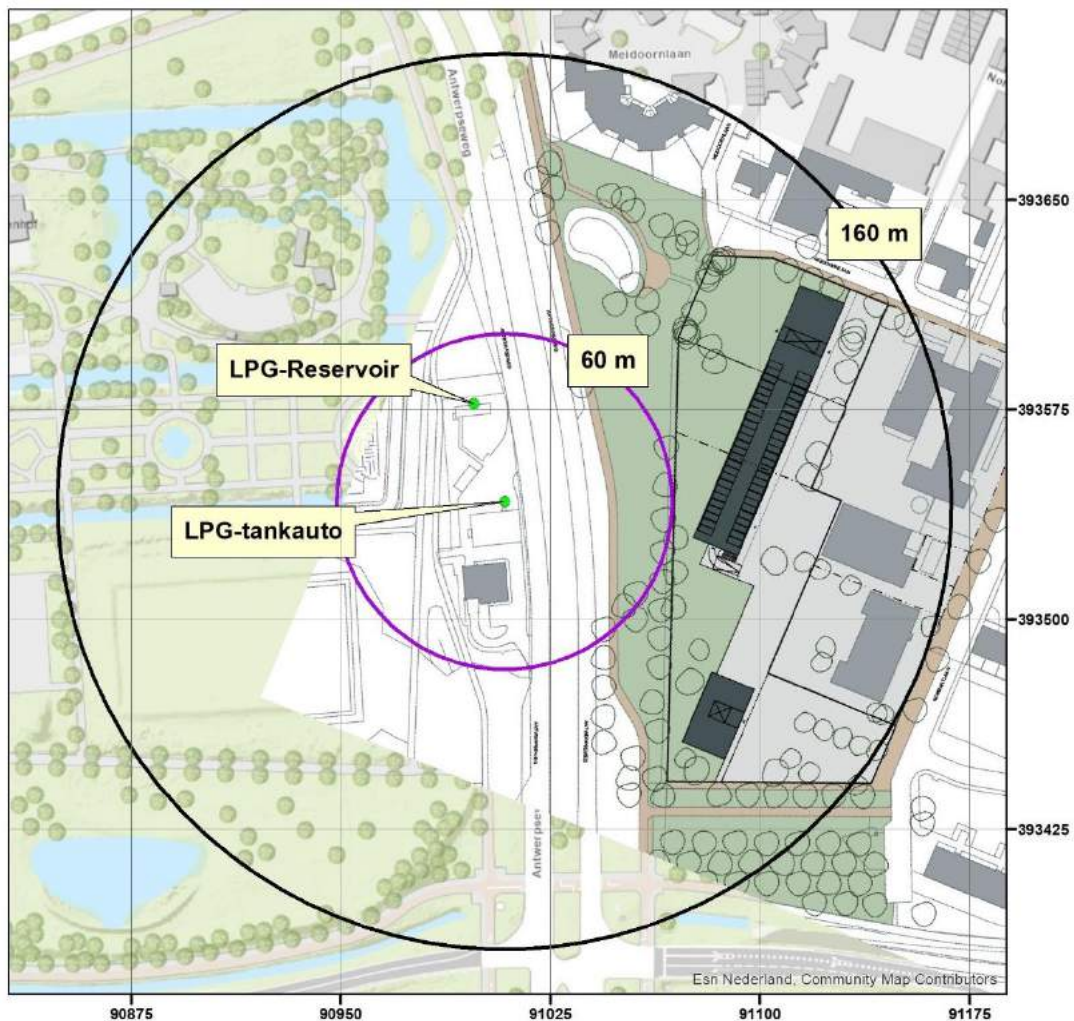 Meidoornlaan
Antwerpseweg
393650
160 m
60 m
LPG-Reservoir
393575
LPG-tankauto
393500
Antwerpse
393425
Esri Nederland, Community Map Contributors
90875
90950
91025
91100
91175